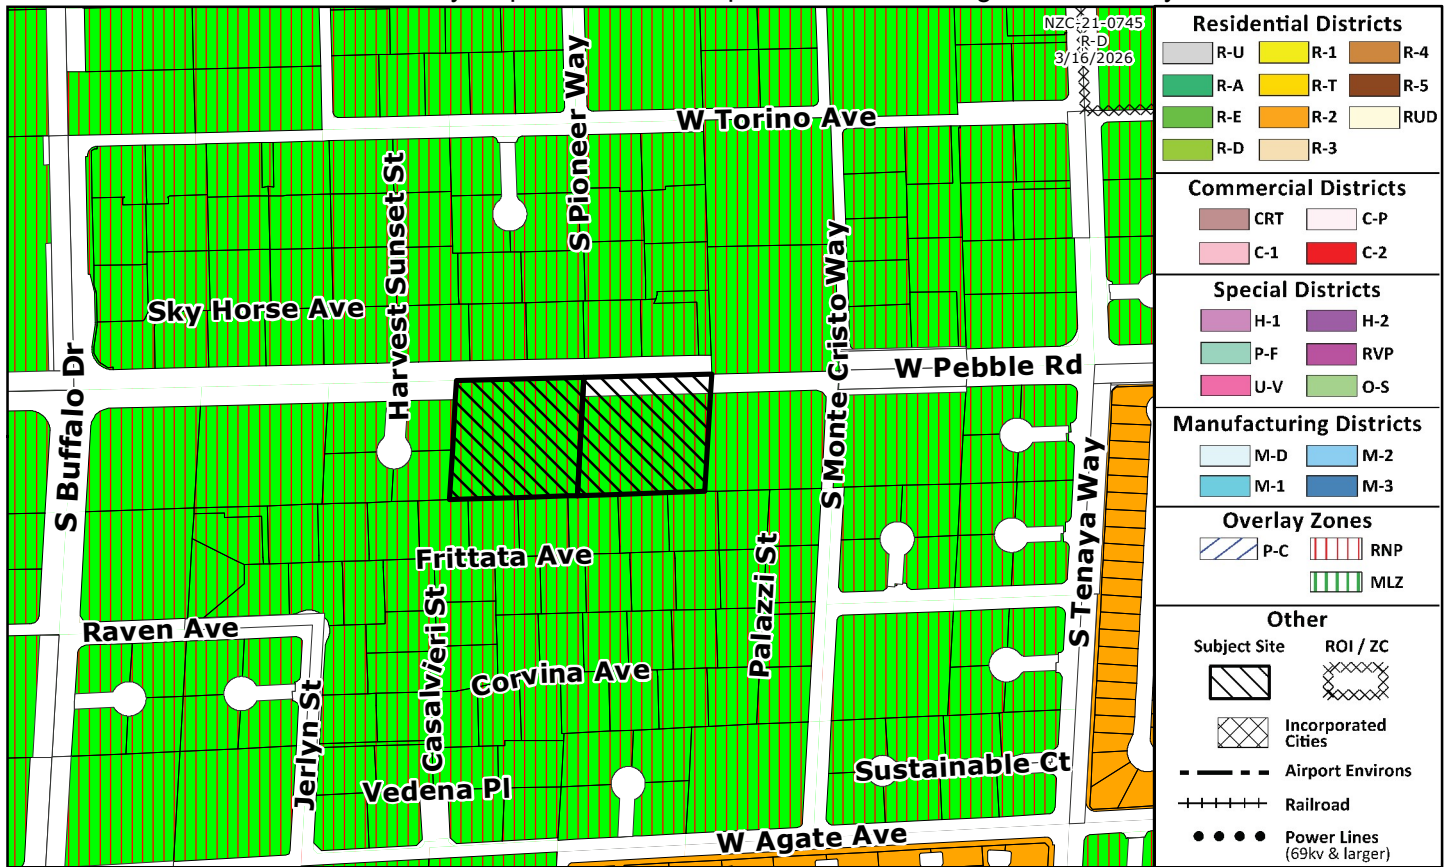 NZC-21-0745
R-D
3/16/2026
S Pioneer Way
W Torino Ave
Harvest Sunset St
Sky Horse Ave
S Monte Cristo Way
W Pebble Rd
S Buffalo Dr
S Tenaya Way
Frittata Ave
Palazzi St
Casalvieri St
Raven Ave
Corvina Ave
Jerlyn St
Vedena Pl
Sustainable Ct
W Agate Ave
Residential Districts
R-U R-1 R-4
R-A R-T R-5
R-E R-2 RUD
R-D R-3
Commercial Districts
CRT C-P
C-1 C-2
Special Districts
H-1 H-2
P-F RVP
U-V O-S
Manufacturing Districts
M-D M-2
M-1 M-3
Overlay Zones
P-C RNP
MLZ
Other
Subject Site ROI / ZC
Incorporated
Cities
Airport Environs
Railroad
Power Lines
(69kv & larger)